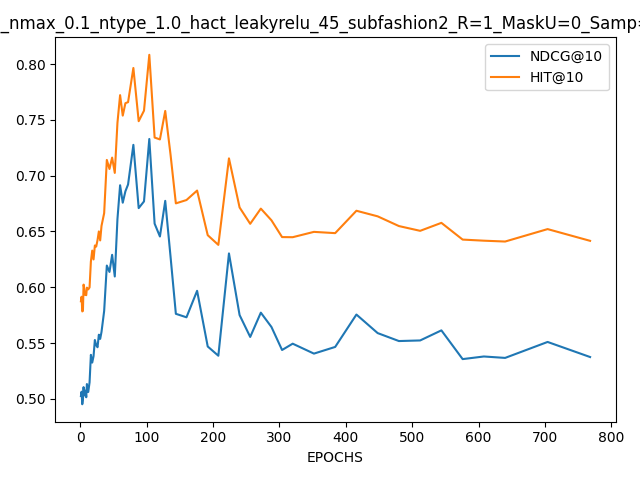 _nmax_0.1_ntype_1.0_hact_leakyrelu_45_subfashion2_R=1_MaskU=0_Samp=
NDCG@10
HIT@10
0.80
0.75
0.70
0.65
0.60
0.55
0.50
0 100 200 300 400 500 600 700 800
EPOCHS